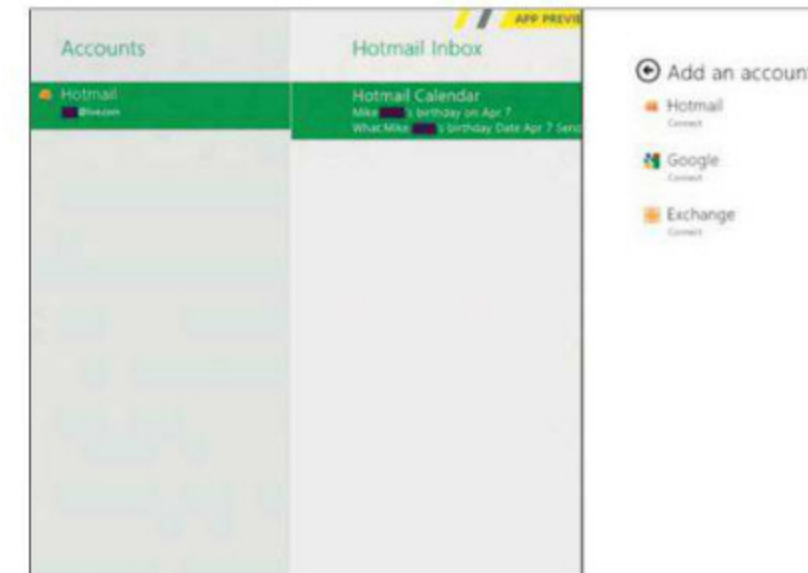 APP PREVIE
Accounts
Hotmail Inbox
Hotmail
@live.com
Hotmail Calendar
Mike 's birthday on Apr 7
What:Mike 's birthday Date Apr 7 Send
Add an account
Hotmail
Connect
Google
Connect
Exchange
Connect